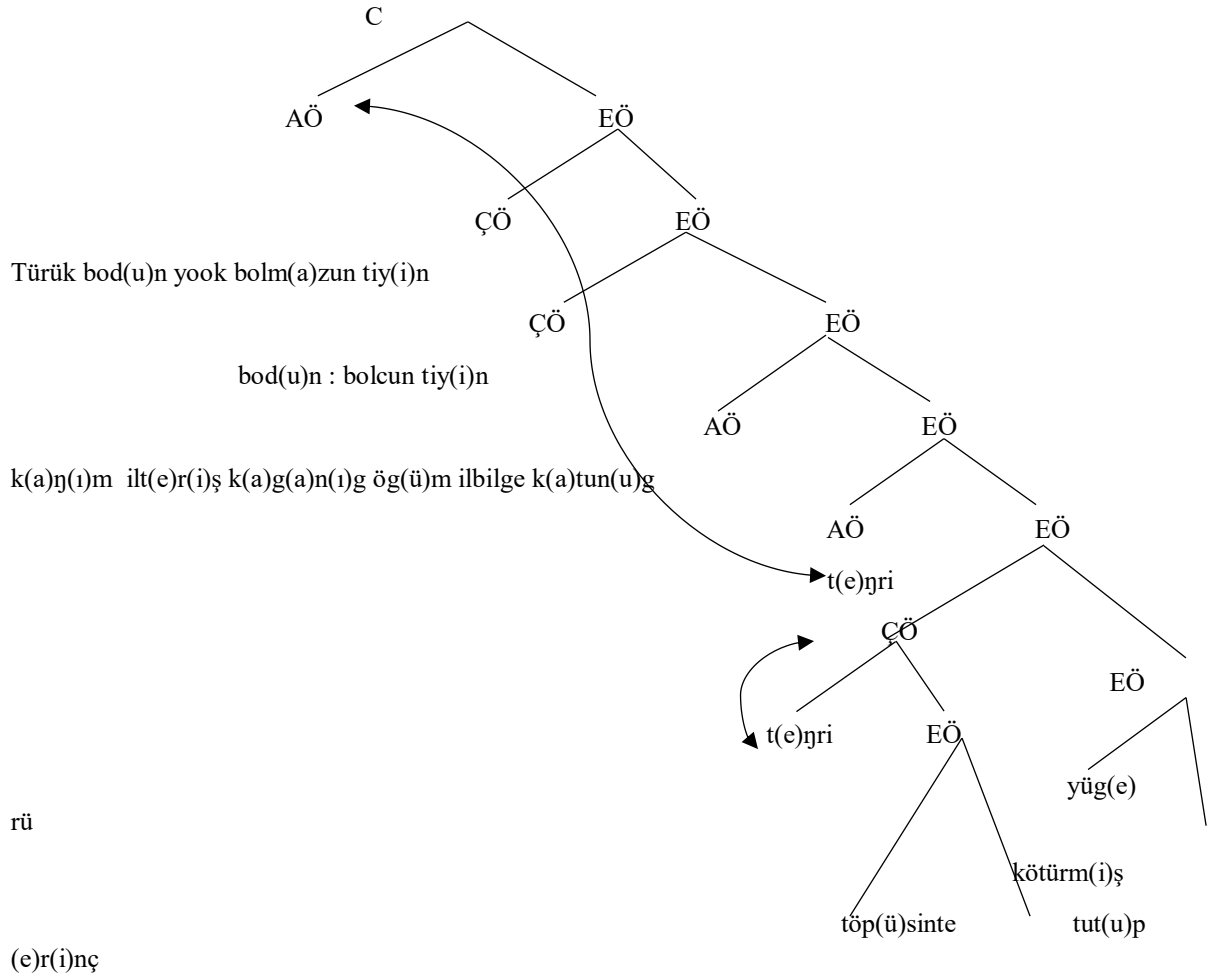 C
AÖ EÖ
ÇÖ EÖ
Türük bod(u)n yook bolm(a)zun tiy(i)n
ÇÖ EÖ
bod(u)n : bolcun tiy(i)n
AÖ EÖ
k(a)ŋ(ı)m ilt(e)r(i)ş k(a)g(a)n(ı)g ög(ü)m ilbilge k(a)tun(u)g
AÖ EÖ
t(e)ŋri
ÇÖ
EÖ
t(e)ŋri EÖ
yüg(e)
rü
kötürm(i)ş
töp(ü)sinte tut(u)p
(e)r(i)nç